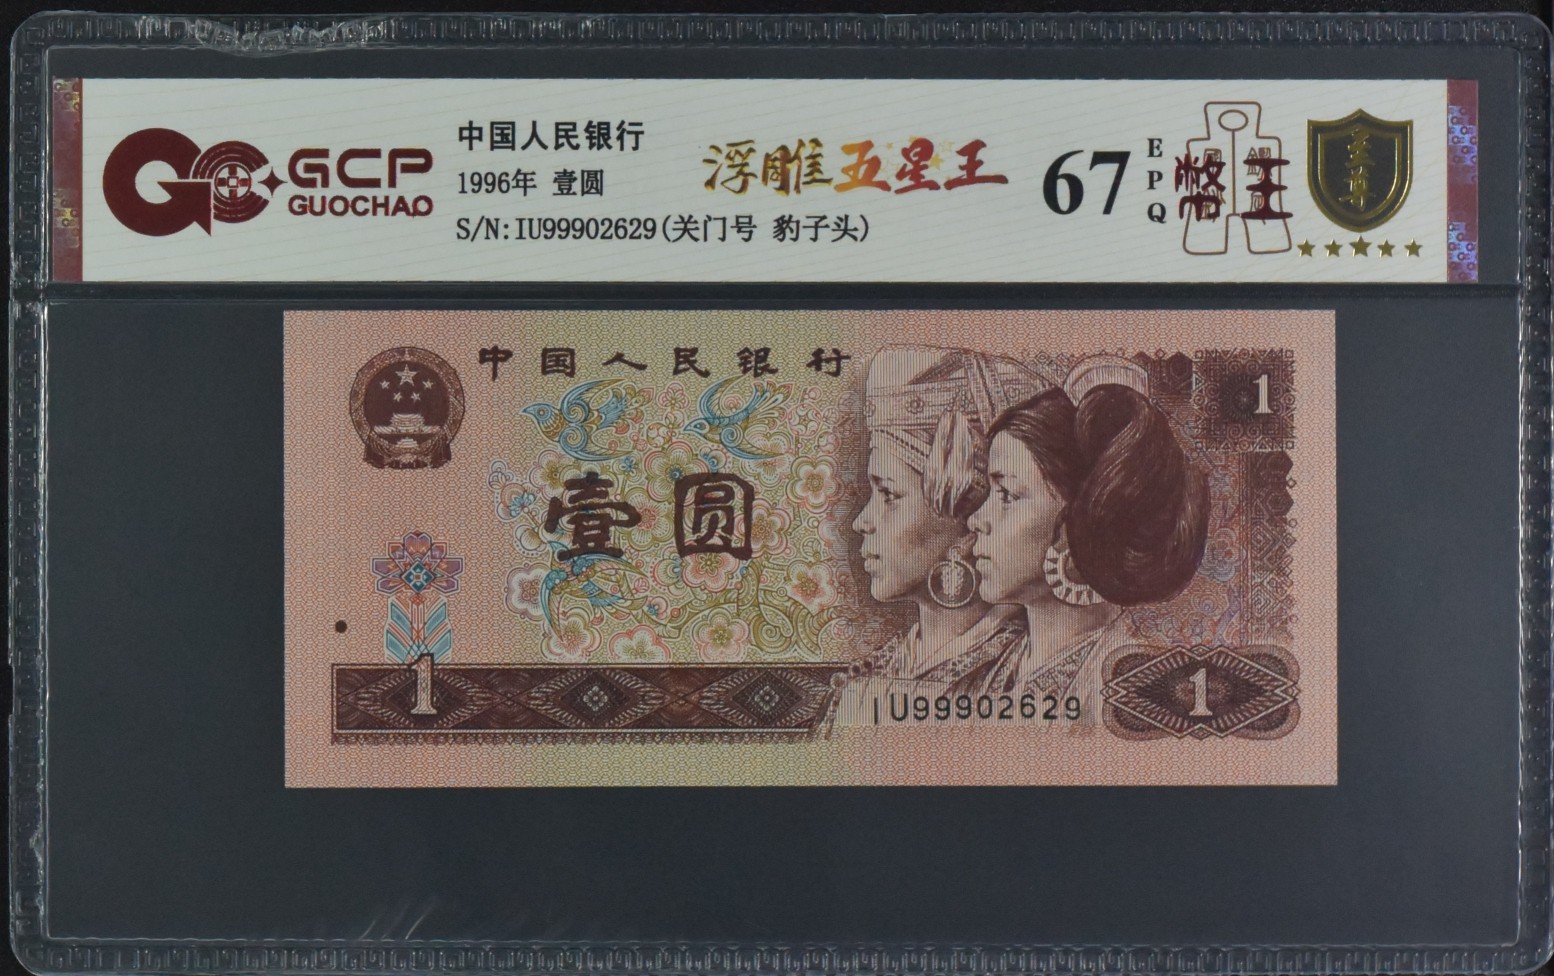 GCP
GUOCHAO
中国人民银行
1996年 壹圆
S/N:IU99902629(关门号 豹子头)
浮雕五星王
67
EPQ
至尊
中国人民银行
1
壹圆
1
IU99902629
1